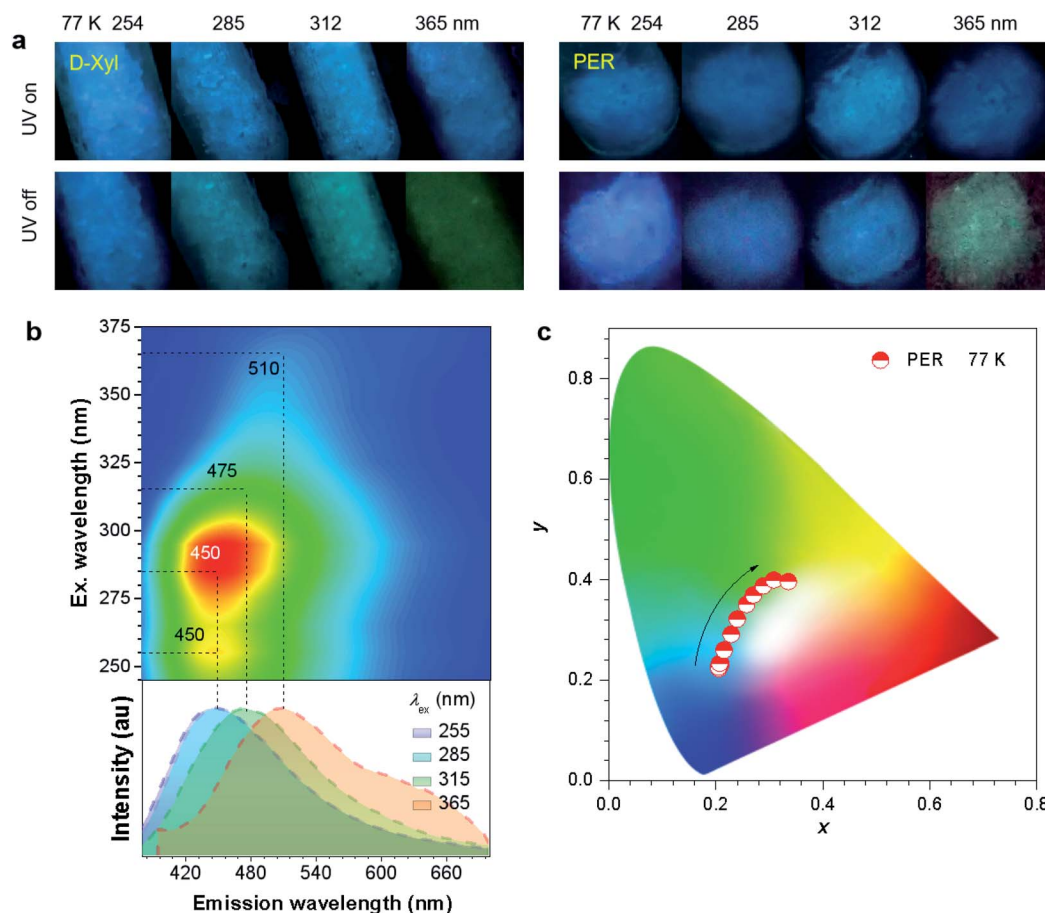 77 K 254 285 312 365 nm 77 K 254 285 312 365 nm
a
D-Xyl PER
UV on
UV off
b
375
350
325
300
275
250
Ex. wavelength (nm)
510
475
450
450
Intensity (au)
λex (nm)
255
285
315
365
420 480 540 600 660
Emission wavelength (nm)
c
PER 77 K
0.8
0.6
0.4
0.2
0.0
y
0.0 0.2 0.4 0.6 0.8
x